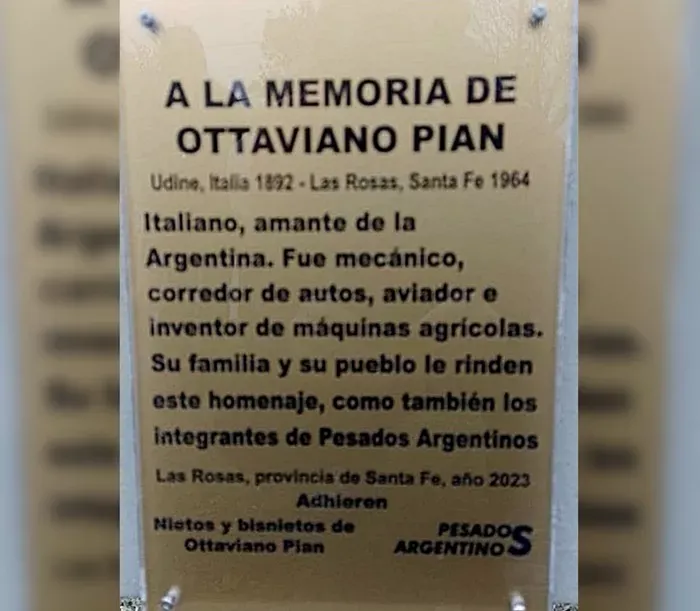 A LA MEMORIA DE
OTTAVIANO PIAN
Udine, Italia 1892 - Las Rosas, Santa Fe 1964
Italiano, amante de la
Argentina. Fue mecánico,
corredor de autos, aviador e
inventor de máquinas agrícolas.
Su familia y su pueblo le rinden
este homenaje, como también los
integrantes de Pesados Argentinos
Las Rosas, provincia de Santa Fe, año 2023
Adhieren
Nietos y bisnietos de
Ottaviano Pian
PESADOS
ARGENTINOS